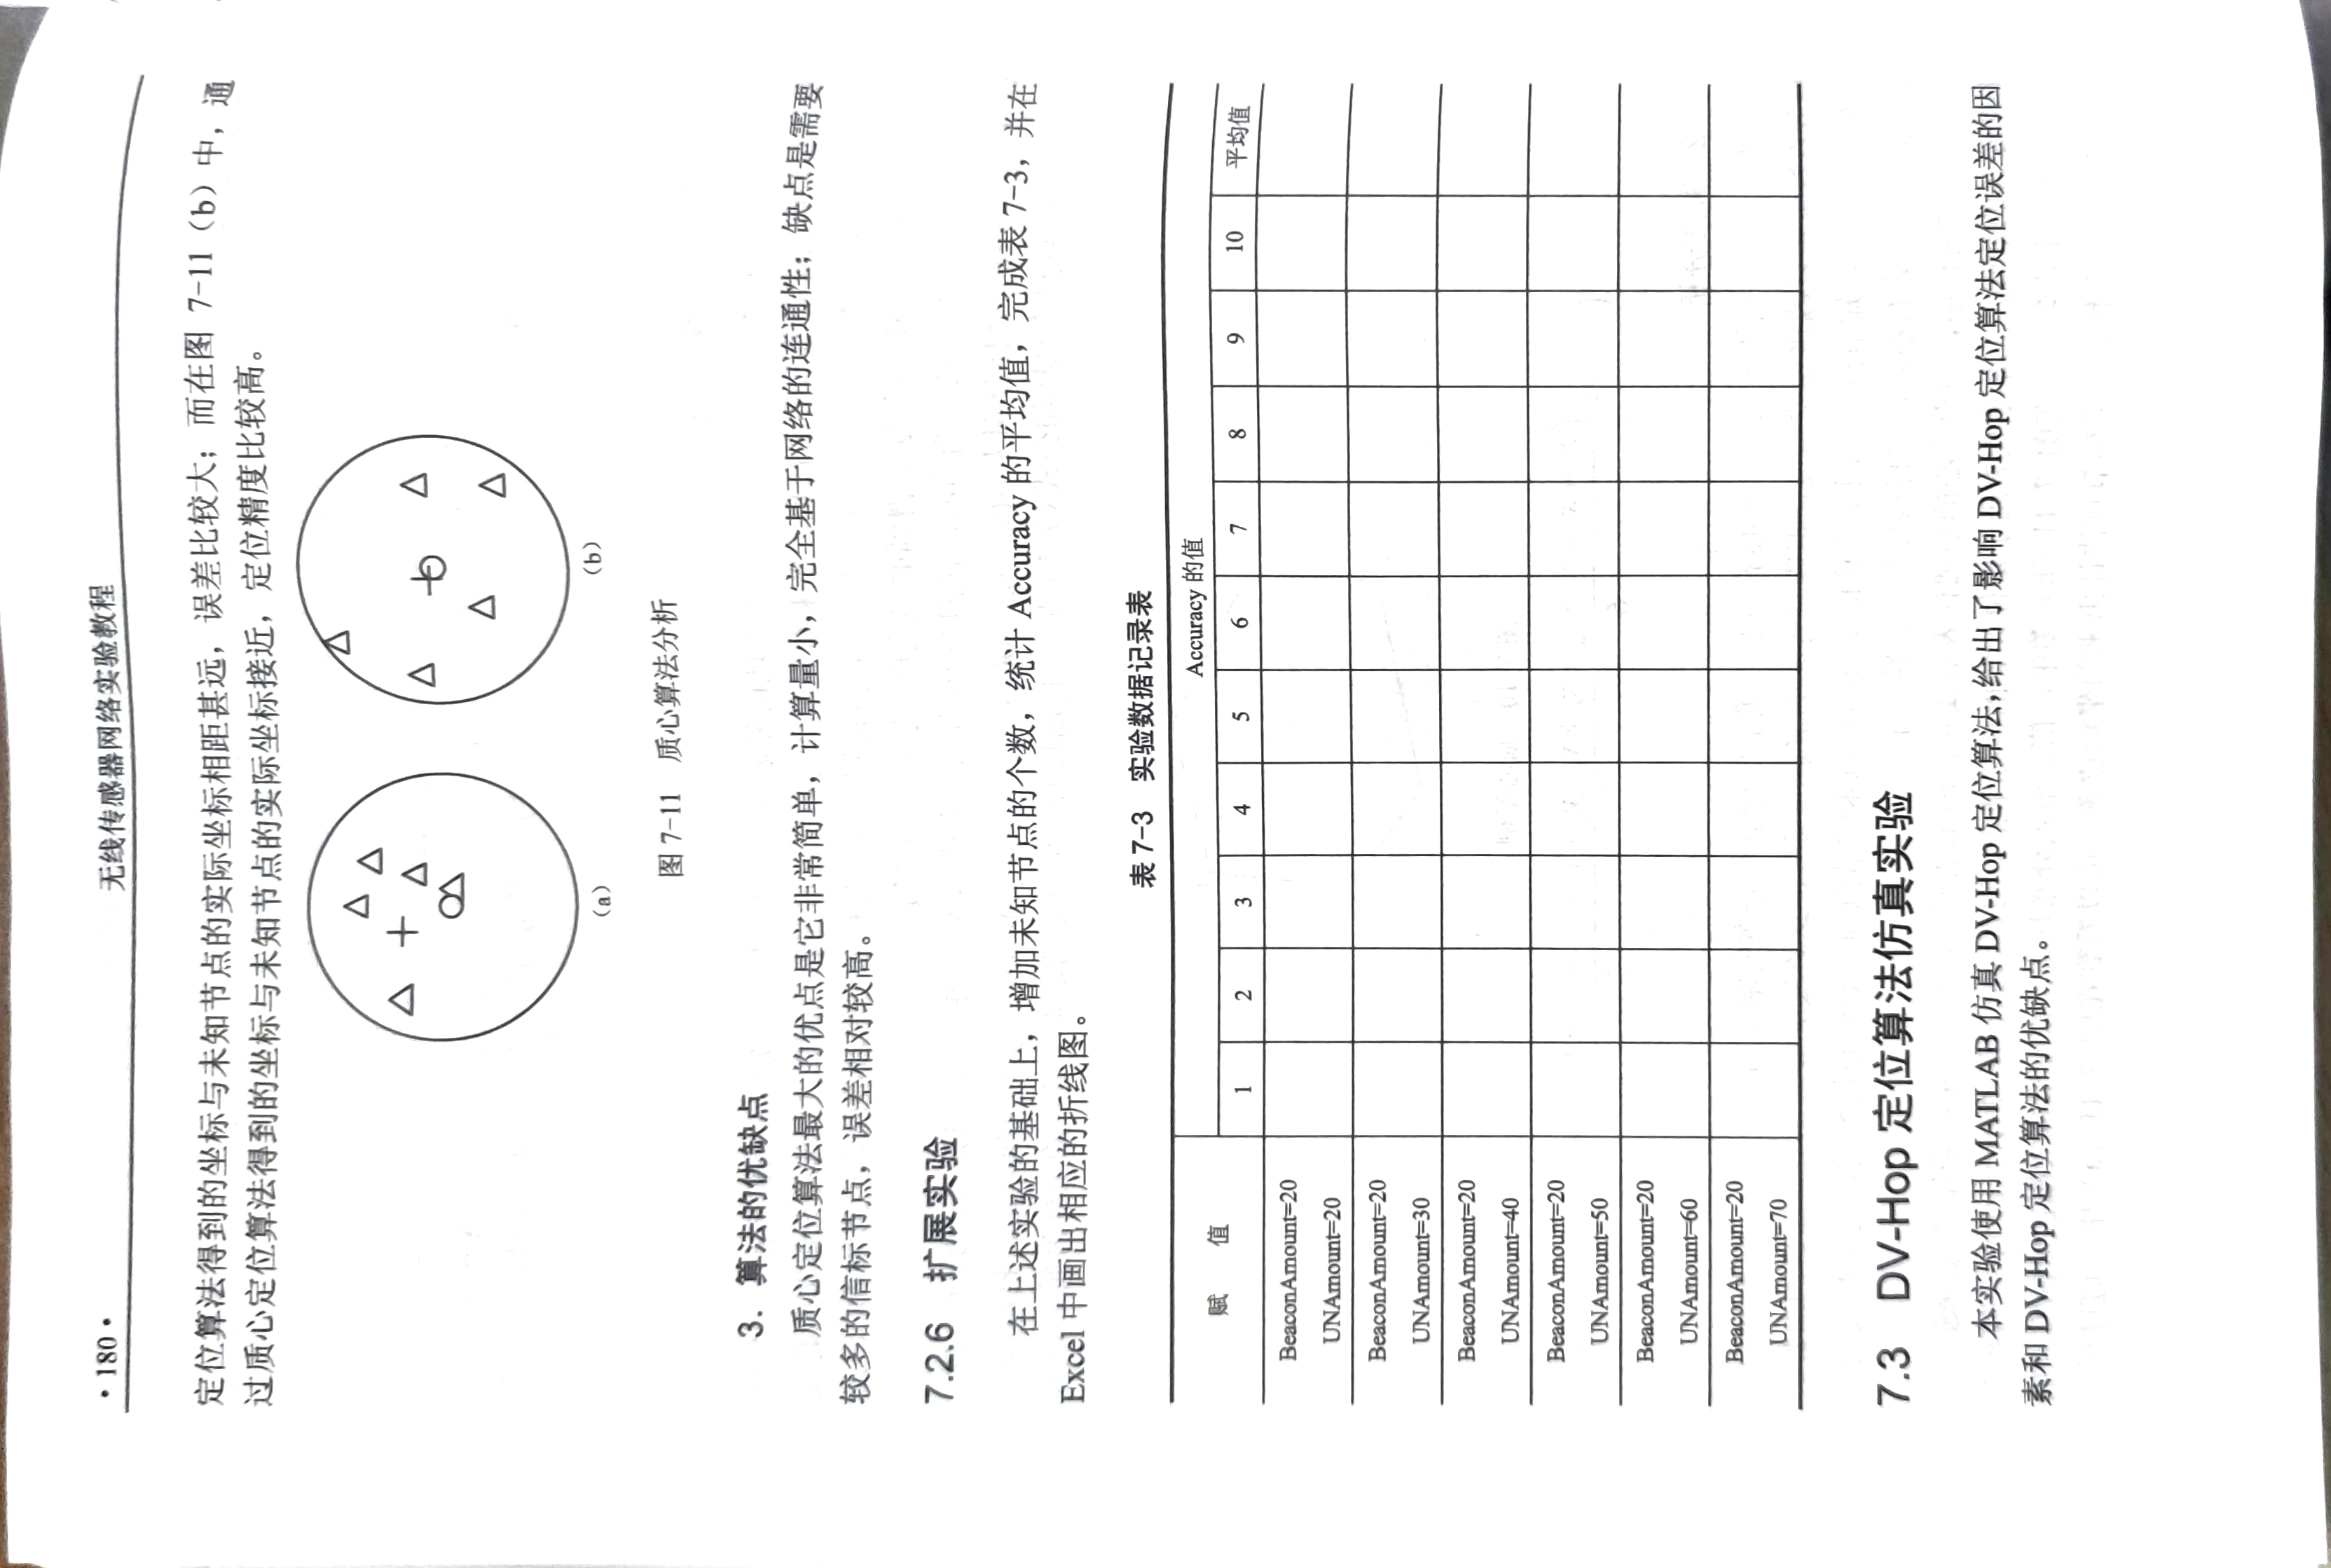 ·180·
无线传感器网络实验教程
定位算法得到的坐标与未知节点的实际坐标相距甚远，误差比较大；而在图 7-11（b）中，通
过质心定位算法得到的坐标与未知节点的实际坐标接近，定位精度比较高。
（a）
（b）
图 7-11 质心算法分析
3．算法的优缺点
质心定位算法最大的优点是它非常简单，计算量小，完全基于网络的连通性；缺点是需要
较多的信标节点，误差相对较高。
7.2.6 扩展实验
在上述实验的基础上，增加未知节点的个数，统计 Accuracy 的平均值，完成表 7-3，并在
Excel 中画出相应的折线图。
表 7-3 实验数据记录表
赋 值
Accuracy 的值
1 2 3 4 5 6 7 8 9 10 平均值
BeaconAmount=20
UNAmount=20
BeaconAmount=20
UNAmount=30
BeaconAmount=20
UNAmount=40
BeaconAmount=20
UNAmount=50
BeaconAmount=20
UNAmount=60
BeaconAmount=20
UNAmount=70
7.3 DV-Hop 定位算法仿真实验
本实验使用 MATLAB 仿真 DV-Hop 定位算法，给出了影响 DV-Hop 定位算法定位误差的因
素和 DV-Hop 定位算法的优缺点。